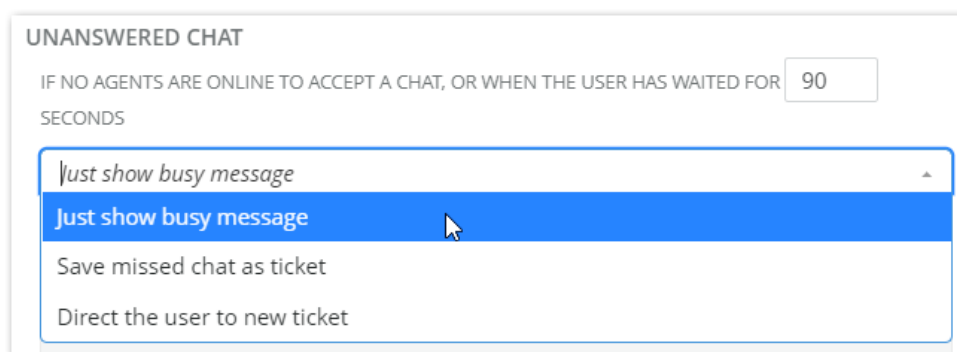 UNANSWERED CHAT
IF NO AGENTS ARE ONLINE TO ACCEPT A CHAT, OR WHEN THE USER HAS WAITED FOR 90
SECONDS
Just show busy message
Just show busy message
Save missed chat as ticket
Direct the user to new ticket